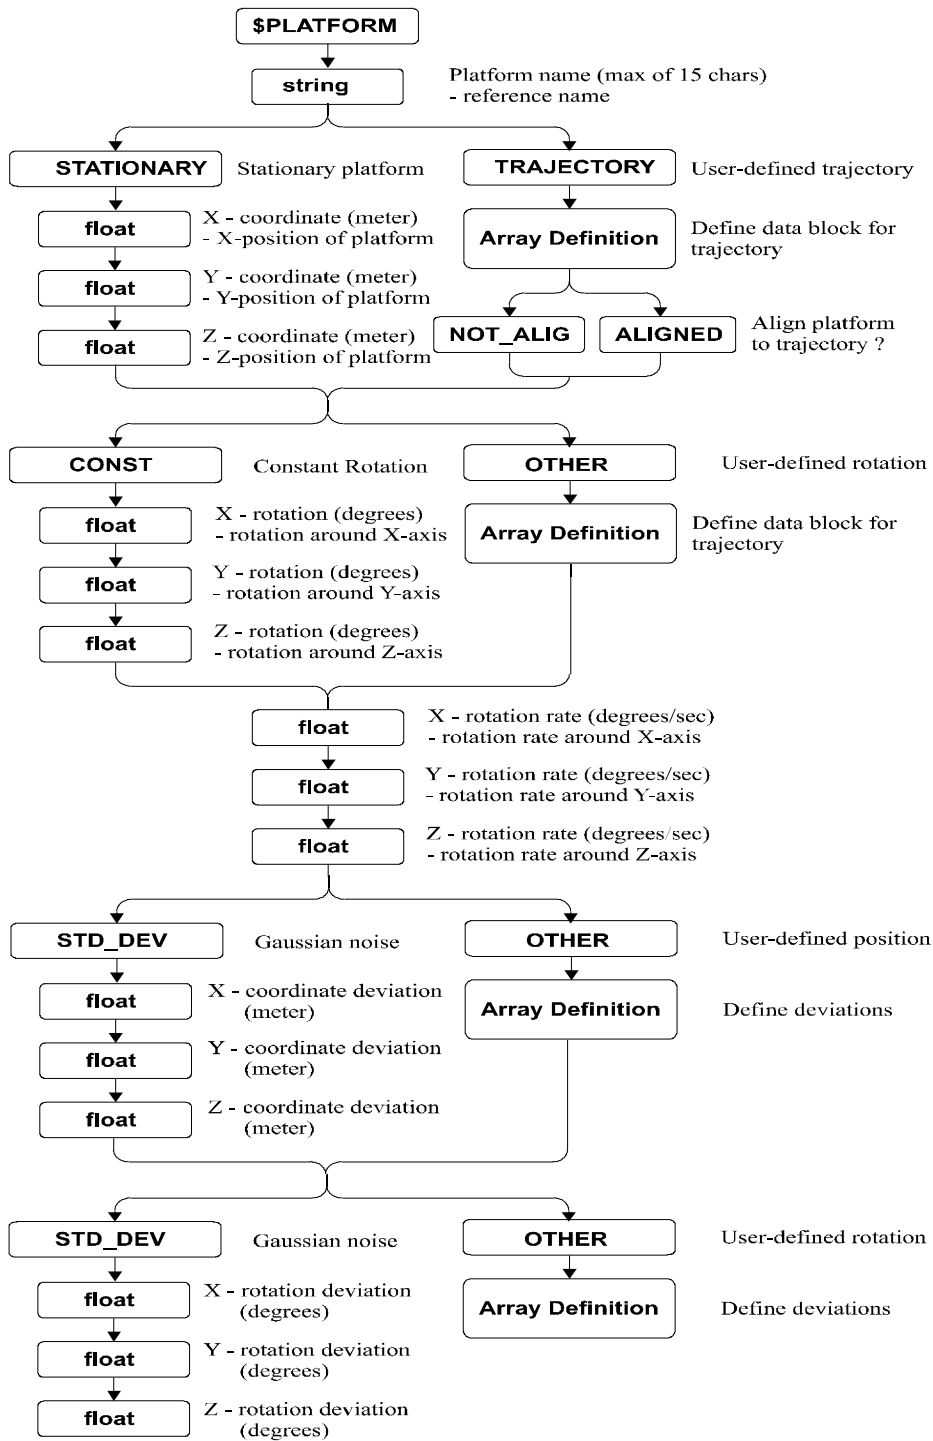 $PLATFORM
string
Platform name (max of 15 chars)
- reference name
STATIONARY
Stationary platform
TRAJECTORY
User-defined trajectory
float
X - coordinate (meter)
- X-position of platform
Array Definition
Define data block for
trajectory
float
Y - coordinate (meter)
- Y-position of platform
float
Z - coordinate (meter)
- Z-position of platform
NOT_ALIG
ALIGNED
Align platform
to trajectory ?
CONST
Constant Rotation
OTHER
User-defined rotation
float
X - rotation (degrees)
- rotation around X-axis
Array Definition
Define data block for
trajectory
float
Y - rotation (degrees)
- rotation around Y-axis
float
Z - rotation (degrees)
- rotation around Z-axis
float
X - rotation rate (degrees/sec)
- rotation rate around X-axis
float
Y - rotation rate (degrees/sec)
- rotation rate around Y-axis
float
Z - rotation rate (degrees/sec)
- rotation rate around Z-axis
STD_DEV
Gaussian noise
OTHER
User-defined position
float
X - coordinate deviation
(meter)
Array Definition
Define deviations
float
Y - coordinate deviation
(meter)
float
Z - coordinate deviation
(meter)
STD_DEV
Gaussian noise
OTHER
User-defined rotation
float
X - rotation deviation
(degrees)
Array Definition
Define deviations
float
Y - rotation deviation
(degrees)
float
Z - rotation deviation
(degrees)